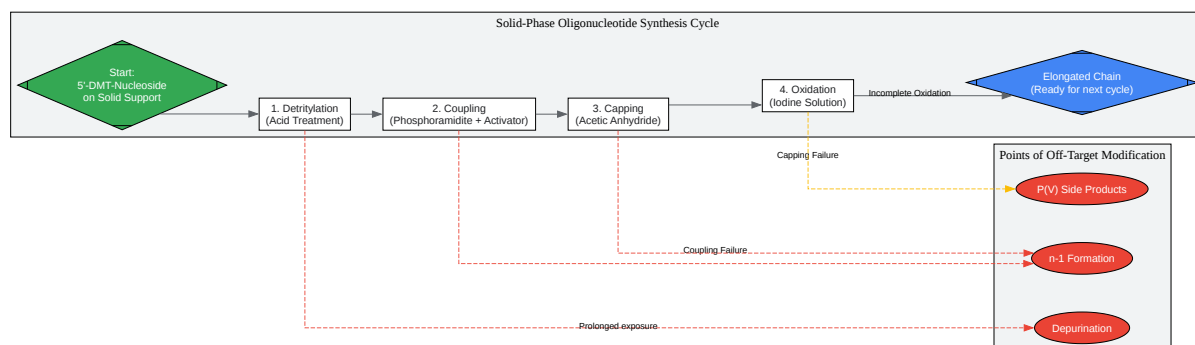 Solid-Phase Oligonucleotide Synthesis Cycle
Start:
5'-DMT-Nucleoside
on Solid Support
1. Detritylation
(Acid Treatment)
2. Coupling
(Phosphoramidite + Activator)
3. Capping
(Acetic Anhydride)
4. Oxidation
(Iodine Solution)
Incomplete Oxidation
Elongated Chain
(Ready for next cycle)
Points of Off-Target Modification
Capping Failure
P(V) Side Products
Coupling Failure
n-1 Formation
Prolonged exposure
Depurination